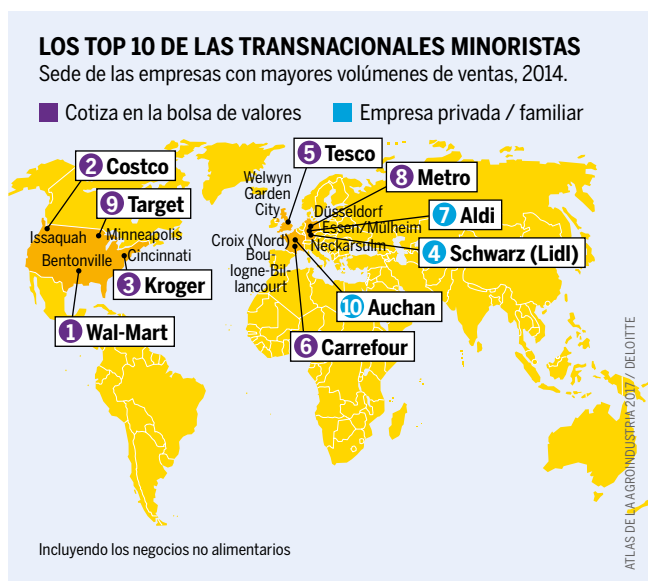 LOS TOP 10 DE LAS TRANSNACIONALES MINORISTAS
Sede de las empresas con mayores volúmenes de ventas, 2014.
Cotiza en la bolsa de valores
Empresa privada / familiar
2 Costco
5 Tesco
8 Metro
9 Target
7 Aldi
4 Schwarz (Lidl)
3 Kroger
10 Auchan
1 Wal-Mart
6 Carrefour
Welwyn
Garden
City
Düsseldorf
Essen/Mülheim
Neckarsulm
Issaquah
Minneapolis
Bentonville
Cincinnati
Croix (Nord)
Bou-
logne-Bil-
lancourt
Incluyendo los negocios no alimentarios
ATLAS DE LA AGROINDUSTRIA 2017 / DELOITTE